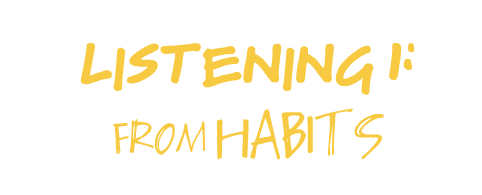 LISTENING 1:
FROM HABITS